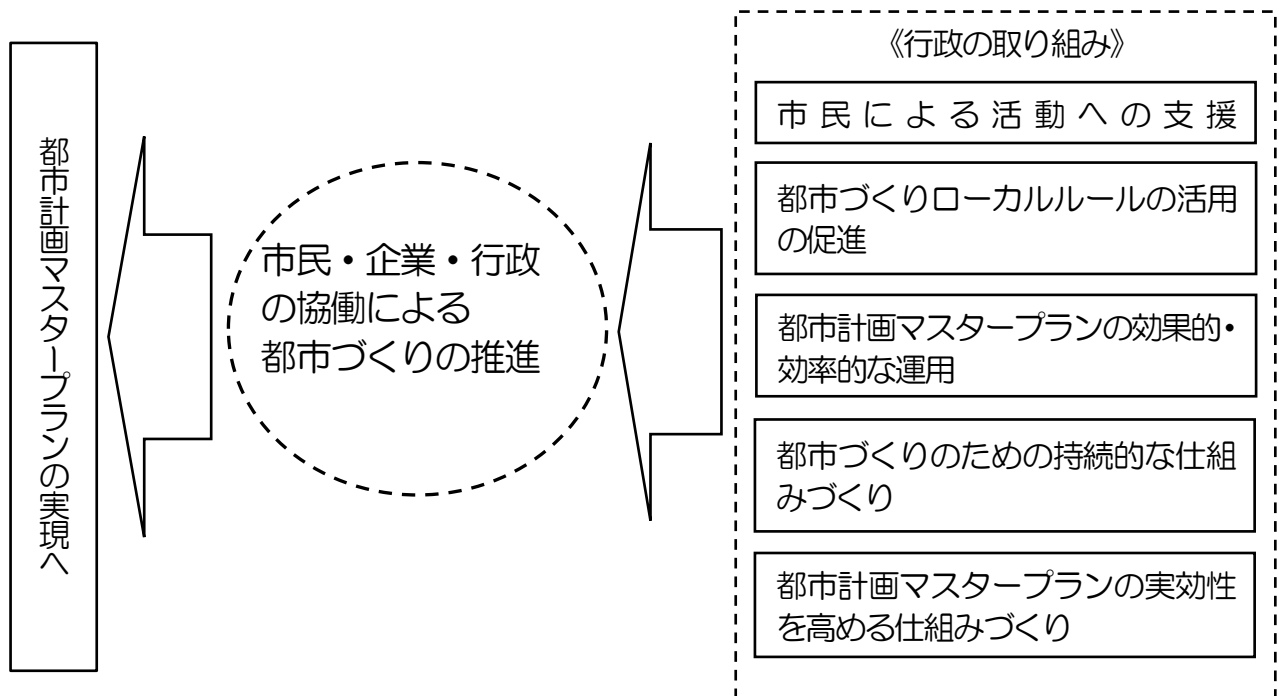 《行政の取り組み》
市民による活動への支援
都市づくりローカルルールの活用
の促進
都市計画マスタープランの効果的・
効率的な運用
都市づくりのための持続的な仕組
みづくり
都市計画マスタープランの実効性
を高める仕組みづくり
市民・企業・行政
の協働による
都市づくりの推進
都市計画マスタープランの実現へ